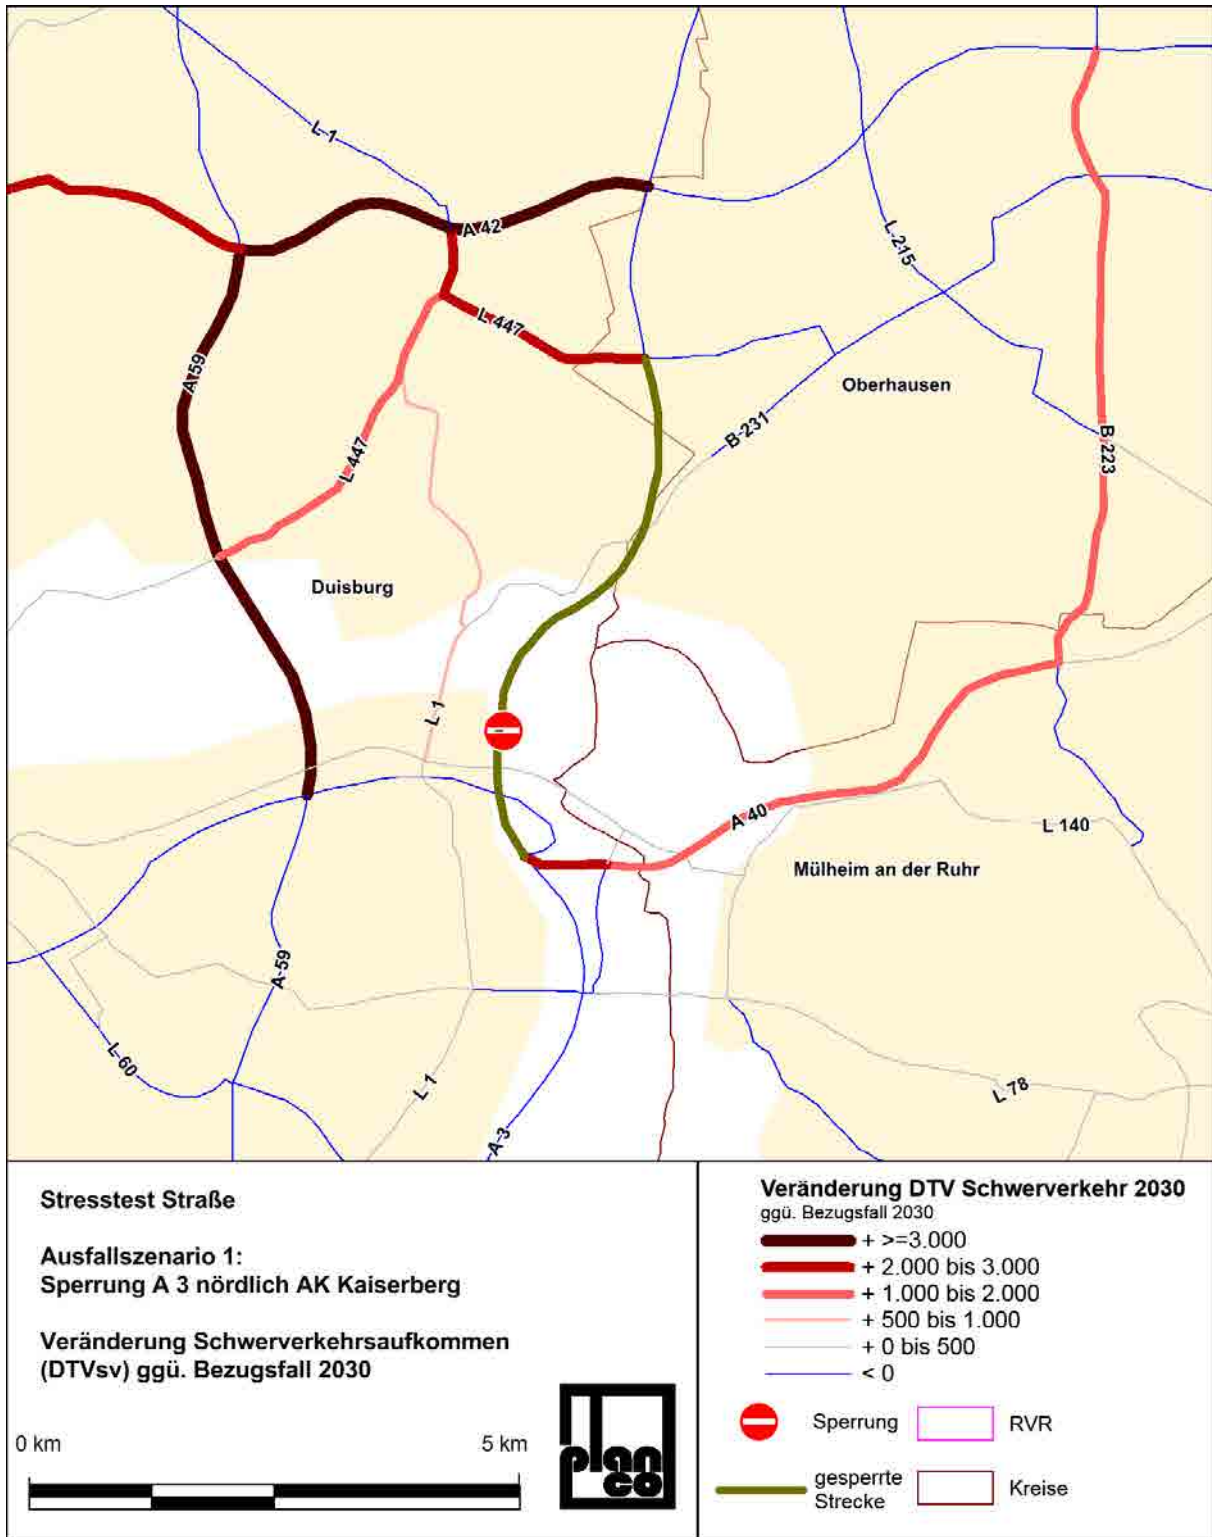 L 1
A 42
L 215
L 447
A 59
Oberhausen
B 231
L 447
B 223
Duisburg
L 1
A 40
L 140
Mülheim an der Ruhr
A 59
L 60
L 1
L 78
A 3
Stresstest Straße
Ausfallszenario 1:
Sperrung A 3 nördlich AK Kaiserberg
Veränderung Schwerverkehrsaufkommen
(DTVsv) ggü. Bezugsfall 2030
0 km
5 km
plan
co
Veränderung DTV Schwerverkehr 2030
ggü. Bezugsfall 2030
+ >=3.000
+ 2.000 bis 3.000
+ 1.000 bis 2.000
+ 500 bis 1.000
+ 0 bis 500
< 0
Sperrung
RVR
gesperrte
Strecke
Kreise